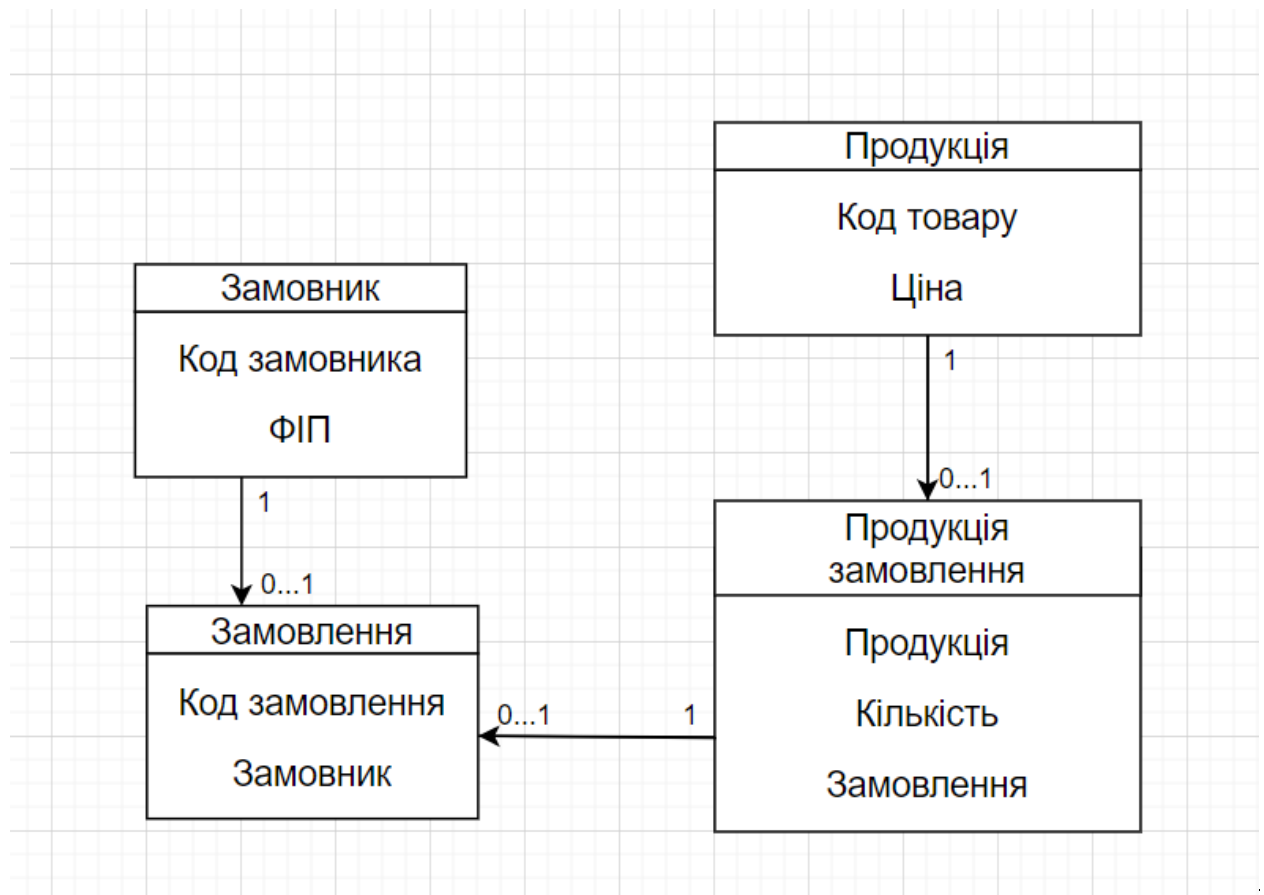 Продукція
Код товару
Ціна
1
0...1
Замовник
Код замовника
ФІП
1
0...1
Замовлення
Код замовлення
Замовник
0...1
1
Продукція
замовлення
Продукція
Кількість
Замовлення